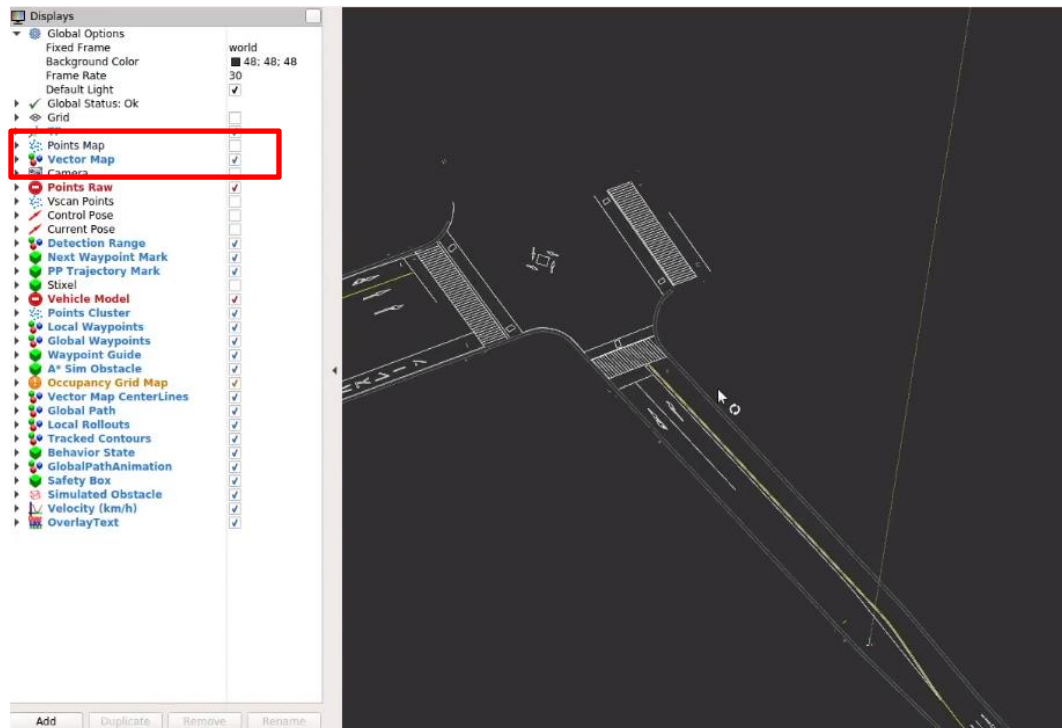 Displays
Global Options
Fixed Frame world
Background Color 48; 48; 48
Frame Rate 30
Default Light
Global Status: Ok
Grid
Points Map
Vector Map
Camera
Points Raw
Vscan Points
Control Pose
Current Pose
Detection Range
Next Waypoint Mark
PP Trajectory Mark
Stixel
Vehicle Model
Points Cluster
Local Waypoints
Global Waypoints
Waypoint Guide
A* Sim Obstacle
Occupancy Grid Map
Vector Map CenterLines
Global Path
Local Rollouts
Tracked Contours
Behavior State
GlobalPathAnimation
Safety Box
Simulated Obstacle
Velocity (km/h)
OverlayText
Add Duplicate Remove Rename